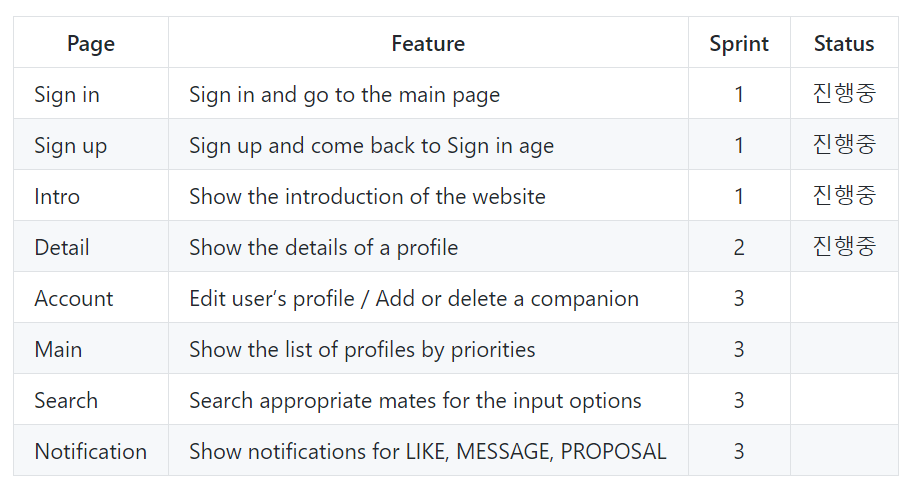 Page Feature Sprint Status
Sign in Sign in and go to the main page 1 진행중
Sign up Sign up and come back to Sign in age 1 진행중
Intro Show the introduction of the website 1 진행중
Detail Show the details of a profile 2 진행중
Account Edit user’s profile / Add or delete a companion 3
Main Show the list of profiles by priorities 3
Search Search appropriate mates for the input options 3
Notification Show notifications for LIKE, MESSAGE, PROPOSAL 3